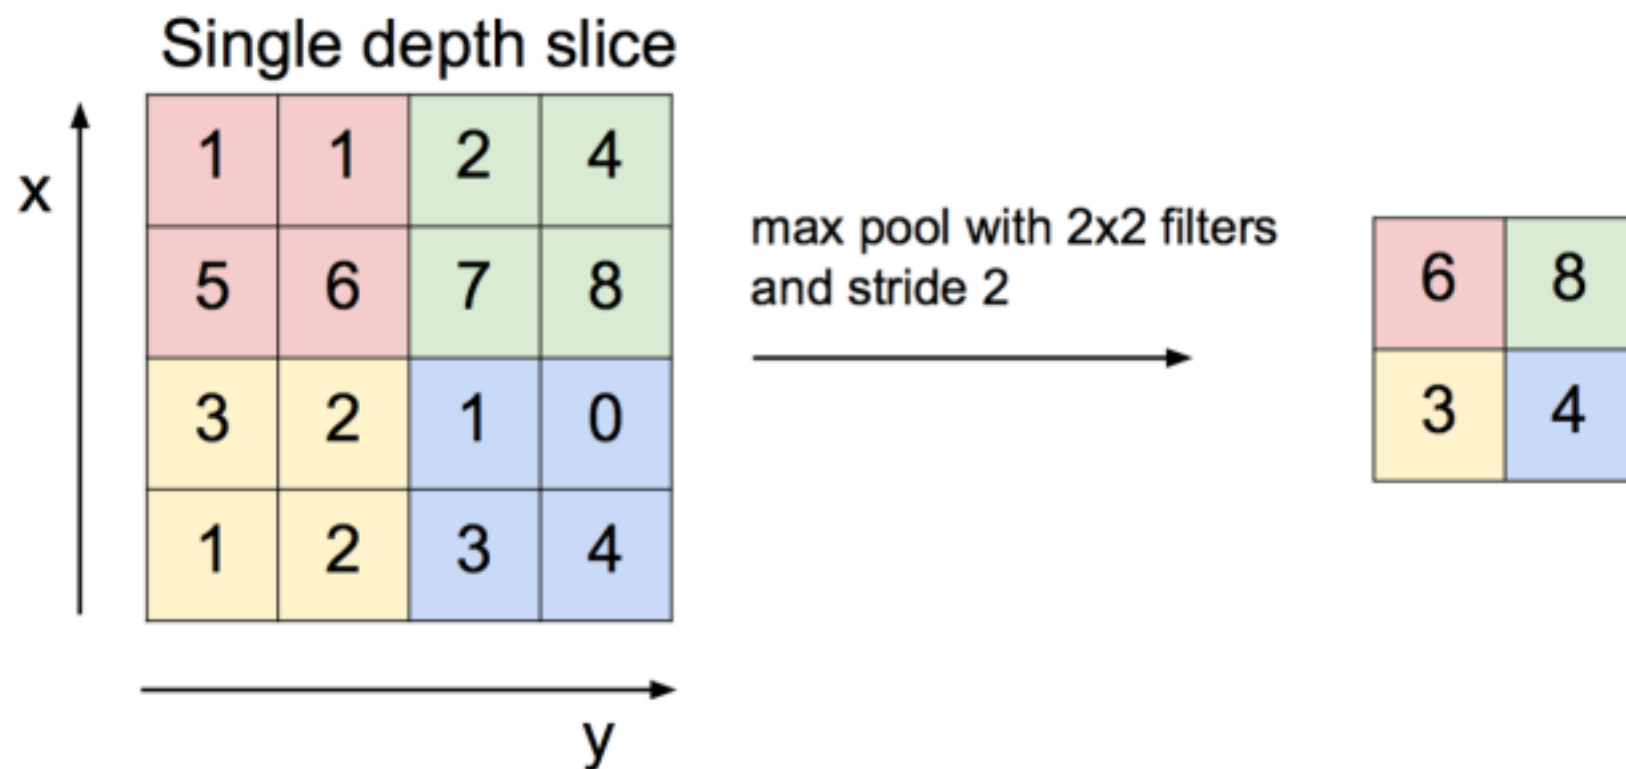 Single depth slice
x
1 1 2 4
5 6 7 8
3 2 1 0
1 2 3 4
y
max pool with 2x2 filters
and stride 2
6 8
3 4